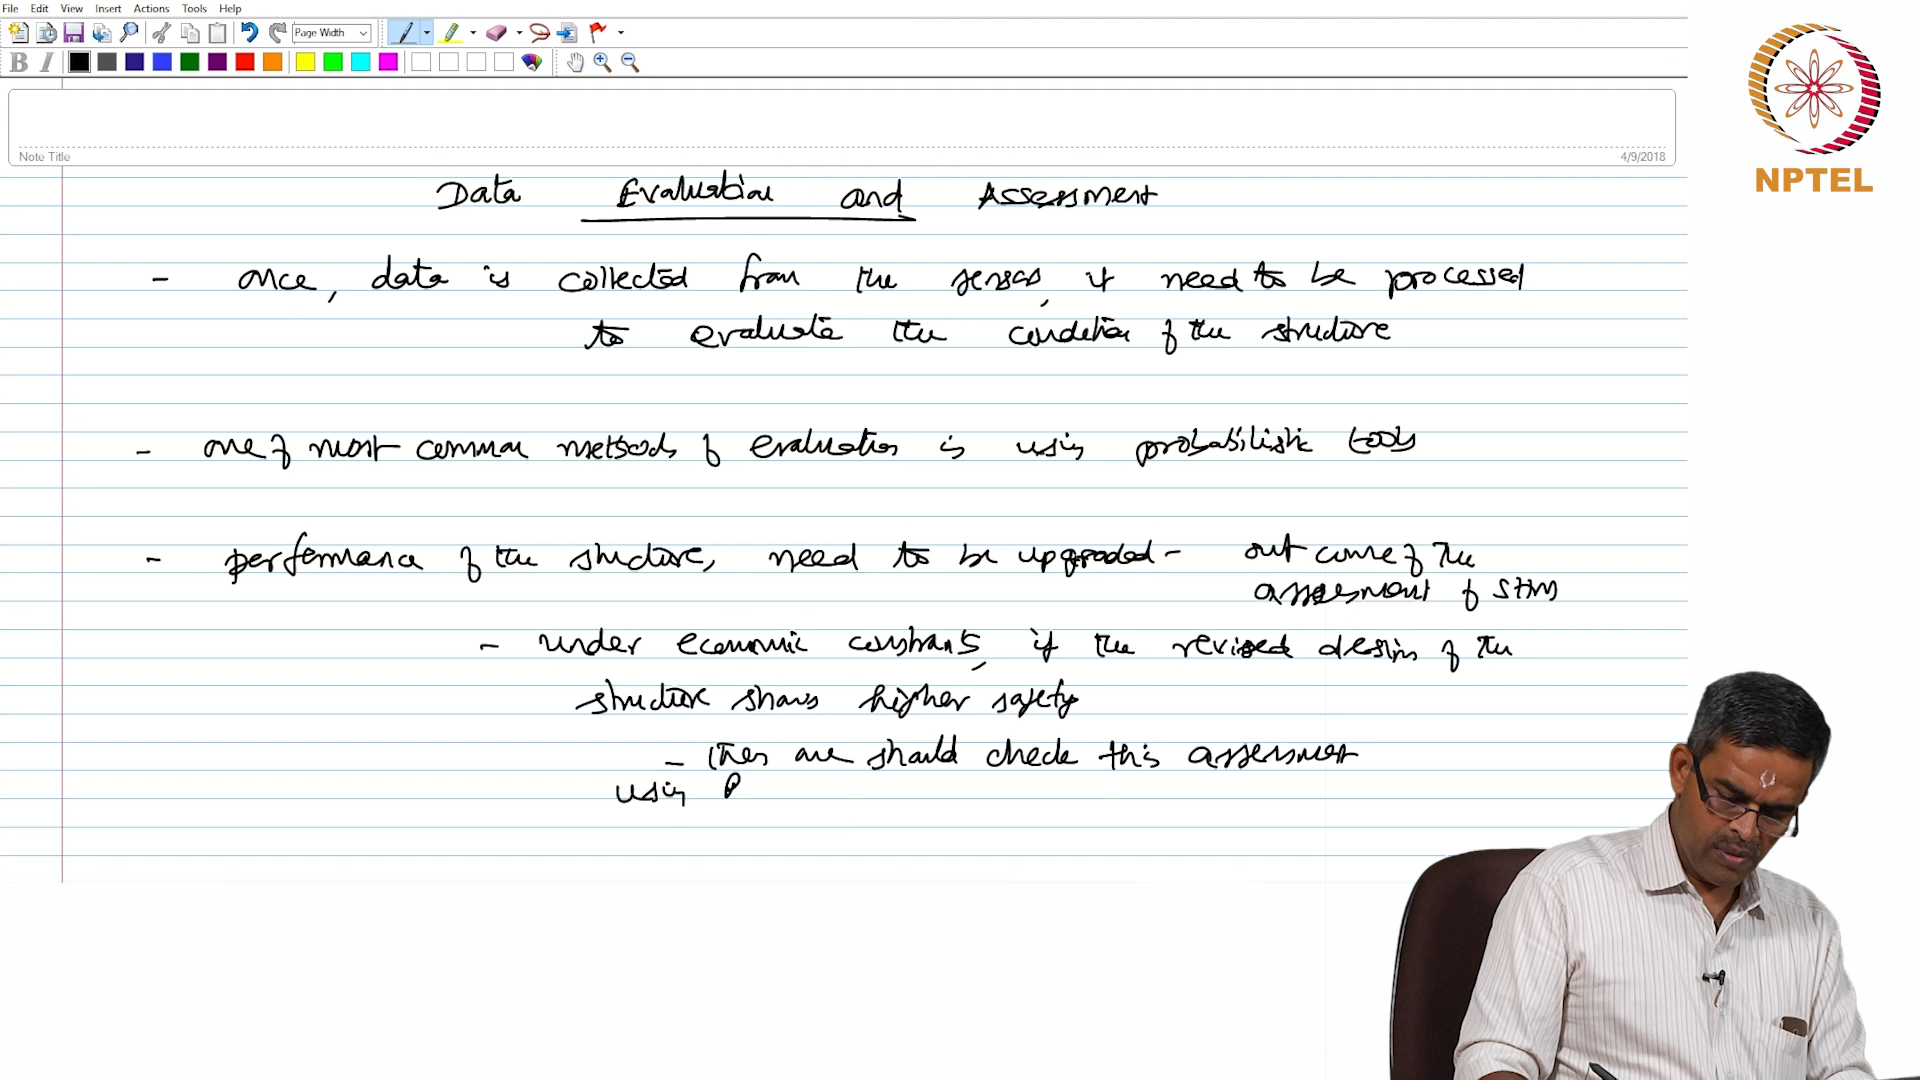 File Edit View Insert Actions Tools Help
Page Width
B I
Note Title
4/9/2018
NPTEL
Data Evaluation and Assessment
- once, data is collected from the sensors, it need to be processed
to evaluate the condition of the structure
- one of most common methods of evaluation is using probabilistic tools
- performance of the structure, need to be upgraded - out come of the
assessment of SHM
- under economic constraints, if the revised design of the
structure shows higher safety
- then one should check this assessment
using P